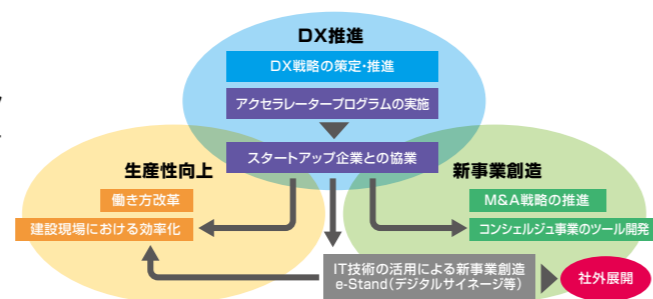 DX推進
DX戦略の策定・推進
アクセラレータープログラムの実施
スタートアップ企業との協業
生産性向上
働き方改革
建設現場における効率化
新事業創造
M&A戦略の推進
コンシェルジュ事業のツール開発
IT技術の活用による新事業創造
e-Stand(デジタルサイネージ等)
社外展開